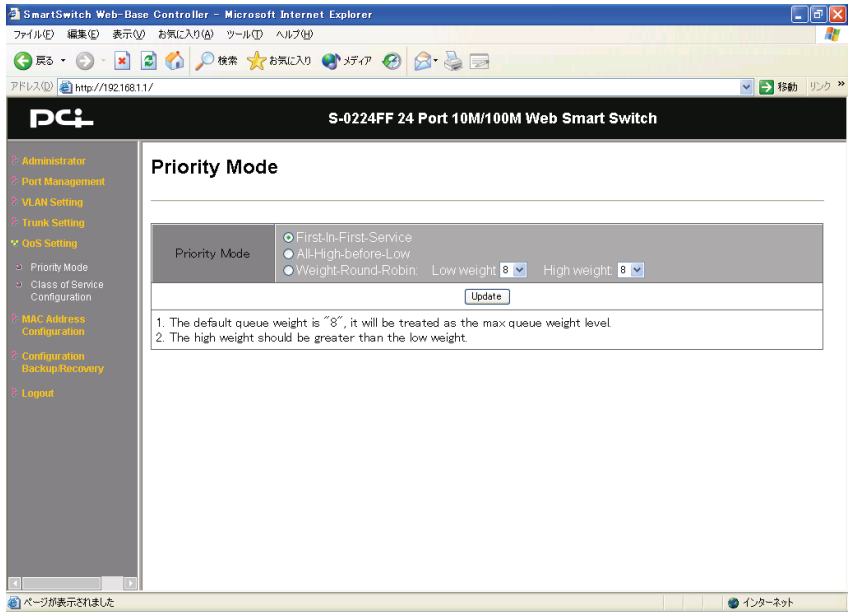 SmartSwitch Web-Base Controller - Microsoft Internet Explorer
ファイル(F) 編集(E) 表示(V) お気に入り(A) ツール(T) ヘルプ(H)
戻る 検索 お気に入り メディア
アドレス(D) http://192.168.1.1/ 移動 リンク »
PCi S-0224FF 24 Port 10M/100M Web Smart Switch
Administrator
Port Management
VLAN Setting
Trunk Setting
QoS Setting
Priority Mode
Class of Service
Configuration
MAC Address
Configuration
Configuration
Backup/Recovery
Logout
Priority Mode
Priority Mode
First-In-First-Service
All-High-before-Low
Weight-Round-Robin: Low weight: 8 High weight: 8
Update
1. The default queue weight is "8", it will be treated as the max queue weight level.
2. The high weight should be greater than the low weight.
ページが表示されました インターネット